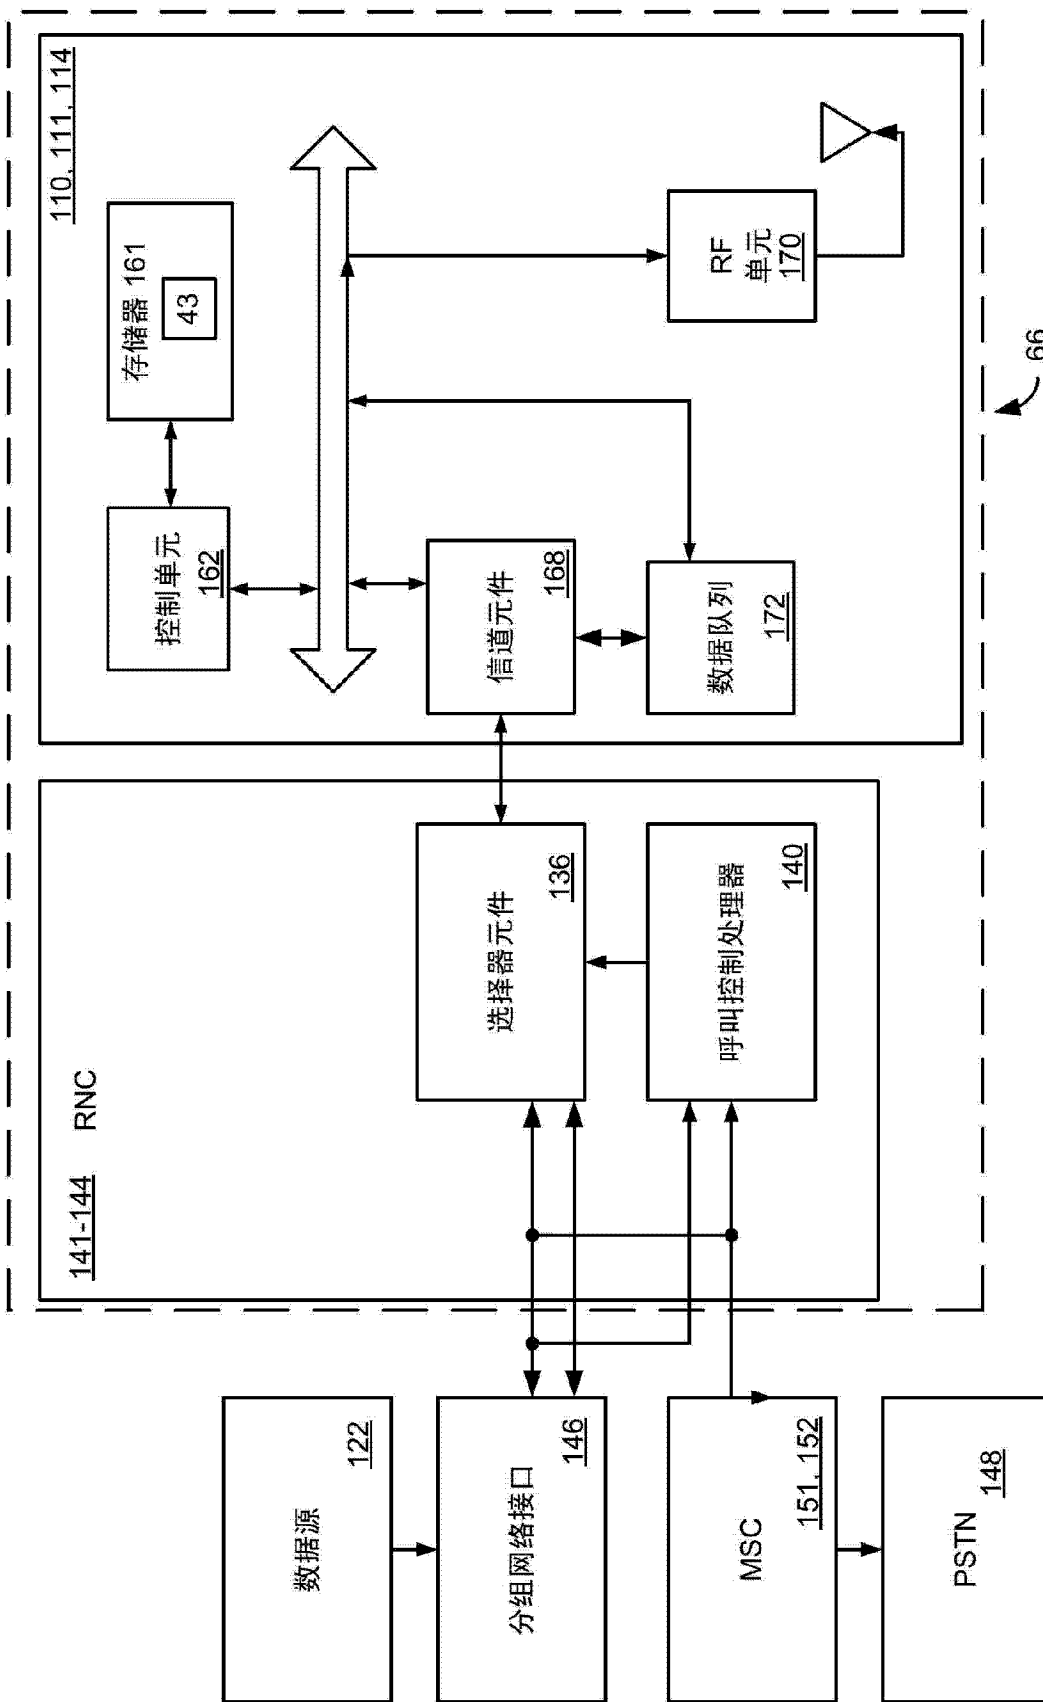 数据源
122
分组网络接口
146
MSC
151, 152
PSTN
148
141-144
RNC
选择器元件
136
呼叫控制处理器
140
110, 111, 114
控制单元
162
存储器 161
43
信道元件
168
数据队列
172
RF
单元
170
66